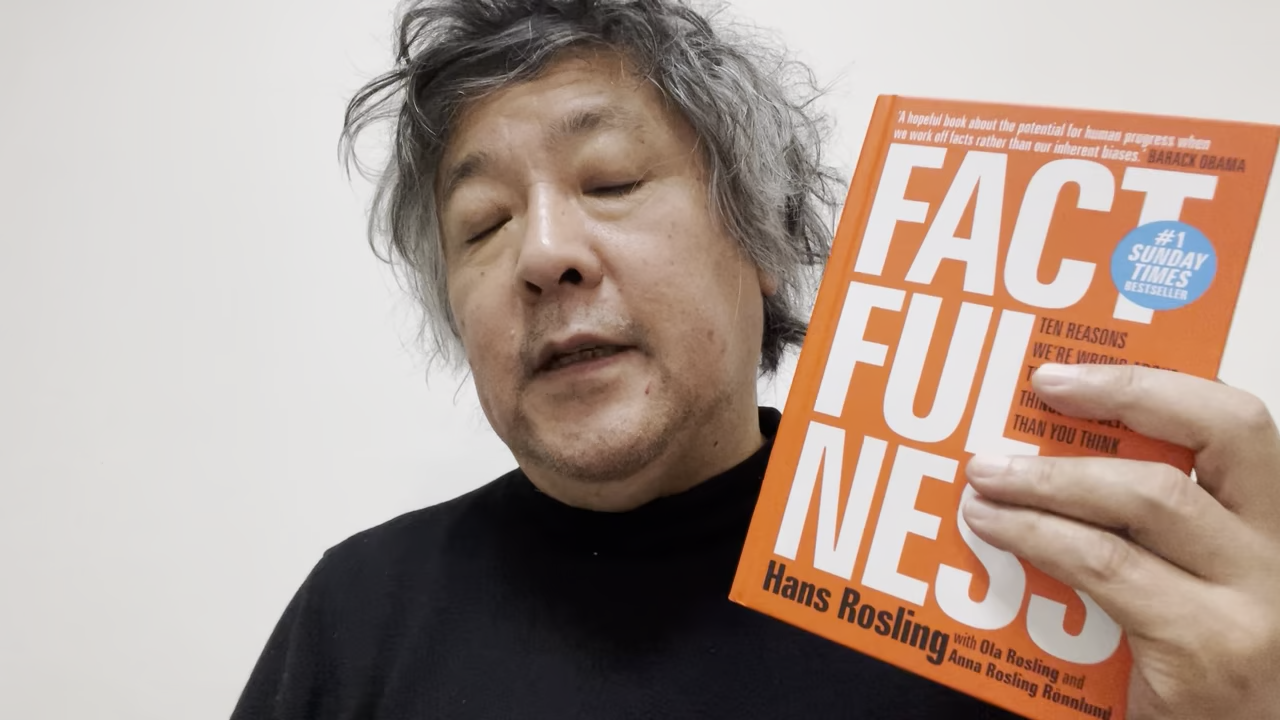 'A hopeful book about the potential for human progress when
we work off facts rather than our inherent biases.' BARACK OBAMA
FACT
FUL
NESS
#1
SUNDAY
TIMES
BESTSELLER
TEN REASONS
WE'RE WRONG
THAN YOU THINK
Hans Rosling
with Ola Rosling and
Anna Rosling Rönnlund